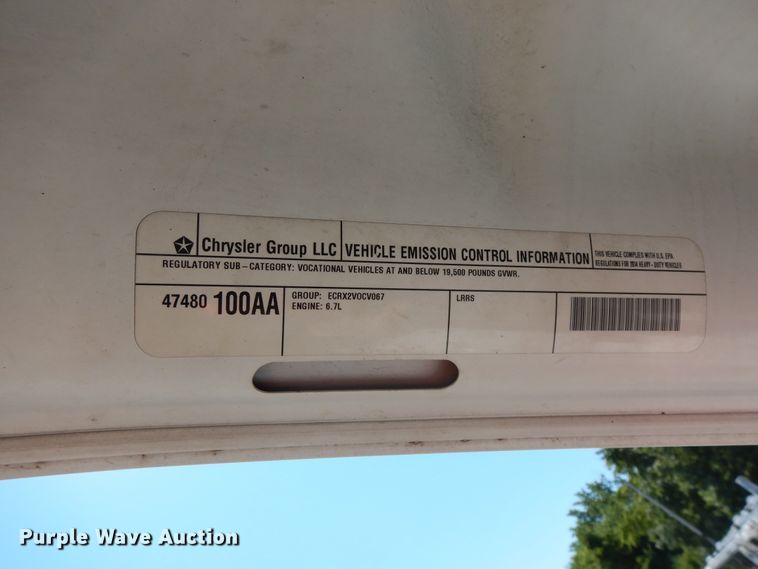 Chrysler Group LLC
VEHICLE EMISSION CONTROL INFORMATION
THIS VEHICLE COMPLIES WITH U.S. EPA
REGULATIONS FOR 2014 HEAVY-DUTY VEHICLES
REGULATORY SUB-CATEGORY: VOCATIONAL VEHICLES AT AND BELOW 19,500 POUNDS GVWR.
47480 100AA
GROUP: ECRX2VOCV067
ENGINE: 6.7L
LRRS
Purple Wave Auction